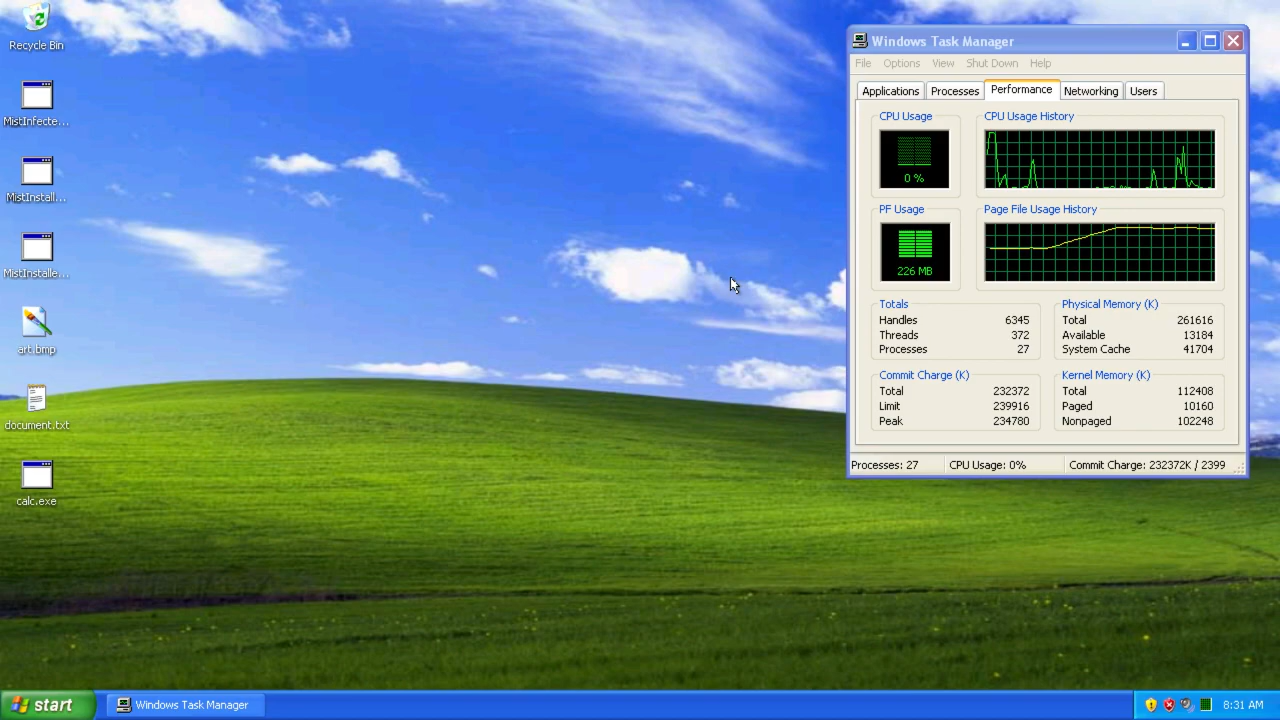 Recycle Bin
MistInfecte...
MistInstall...
MistInstalle...
art.bmp
document.txt
calc.exe
Windows Task Manager
File Options View Shut Down Help
Applications Processes Performance Networking Users
CPU Usage
0 %
CPU Usage History
PF Usage
226 MB
Page File Usage History
Totals
Handles 6345
Threads 372
Processes 27
Physical Memory (K)
Total 261616
Available 13184
System Cache 41704
Commit Charge (K)
Total 232372
Limit 239916
Peak 234780
Kernel Memory (K)
Total 112408
Paged 10160
Nonpaged 102248
Processes: 27 CPU Usage: 0% Commit Charge: 232372K / 2399
start Windows Task Manager 8:31 AM